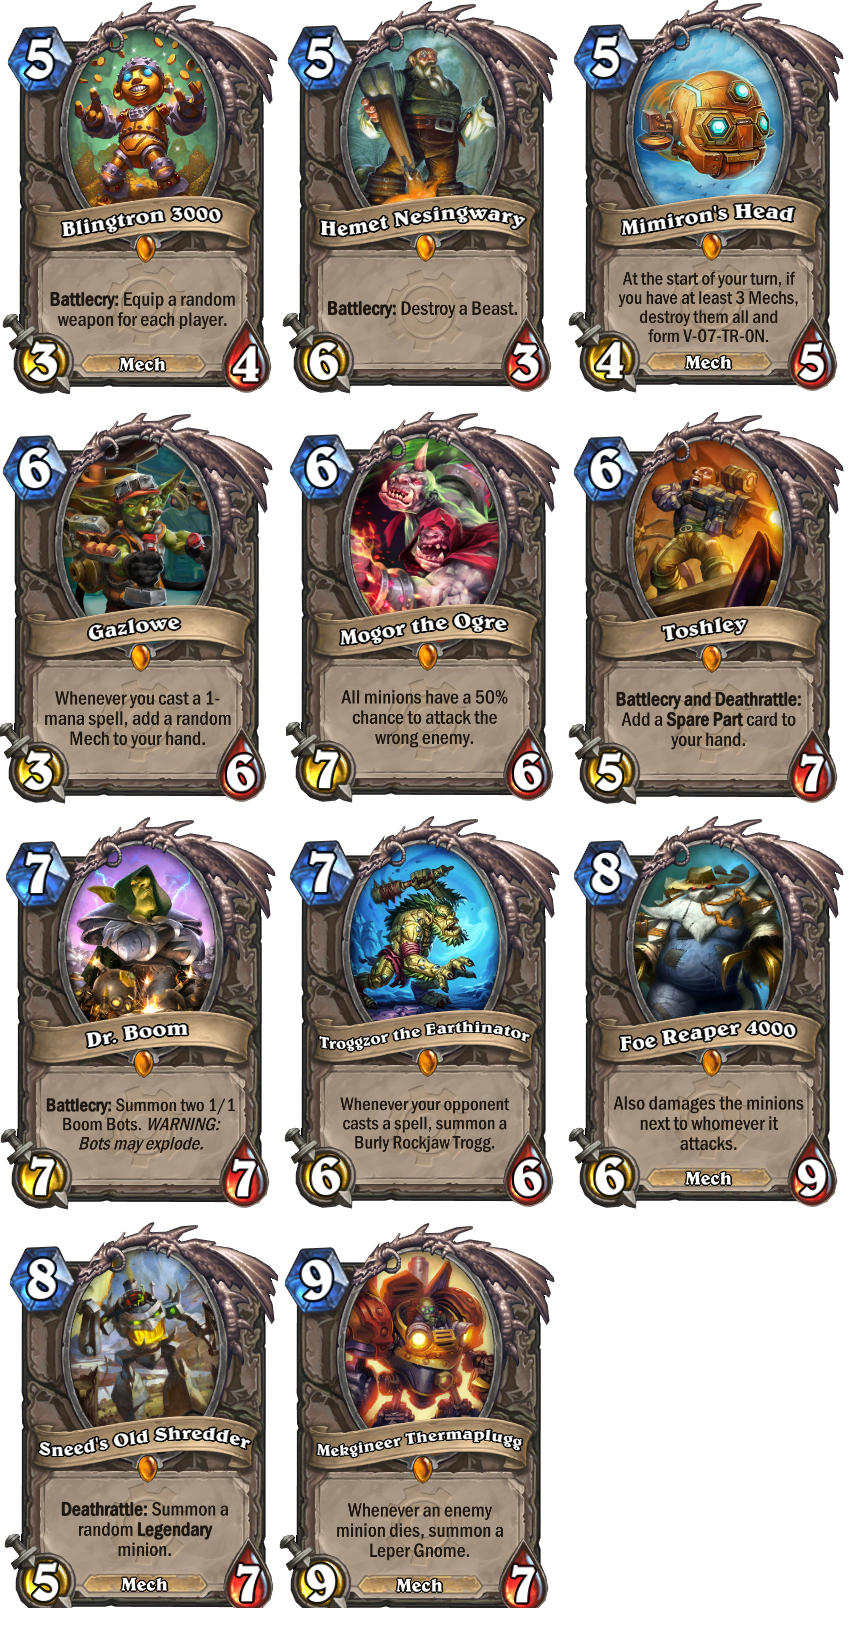 5
Blingtron 3000
Battlecry: Equip a random
weapon for each player.
3
Mech
4
5
Hemet Nesingwary
Battlecry: Destroy a Beast.
6
3
5
Mimiron's Head
At the start of your turn, if
you have at least 3 Mechs,
destroy them all and
form V-07-TR-0N.
4
Mech
5
6
Gazlowe
Whenever you cast a 1-
mana spell, add a random
Mech to your hand.
3
6
6
Mogor the Ogre
All minions have a 50%
chance to attack the
wrong enemy.
7
6
6
Toshley
Battlecry and Deathrattle:
Add a Spare Part card to
your hand.
5
7
7
Dr. Boom
Battlecry: Summon two 1/1
Boom Bots. WARNING:
Bots may explode.
7
7
7
Troggzor the Earthinator
Whenever your opponent
casts a spell, summon a
Burly Rockjaw Trogg.
6
6
8
Foe Reaper 4000
Also damages the minions
next to whomever it
attacks.
6
Mech
9
8
Sneed's Old Shredder
Deathrattle: Summon a
random Legendary
minion.
5
Mech
7
9
Mekgineer Thermaplugg
Whenever an enemy
minion dies, summon a
Leper Gnome.
9
Mech
7